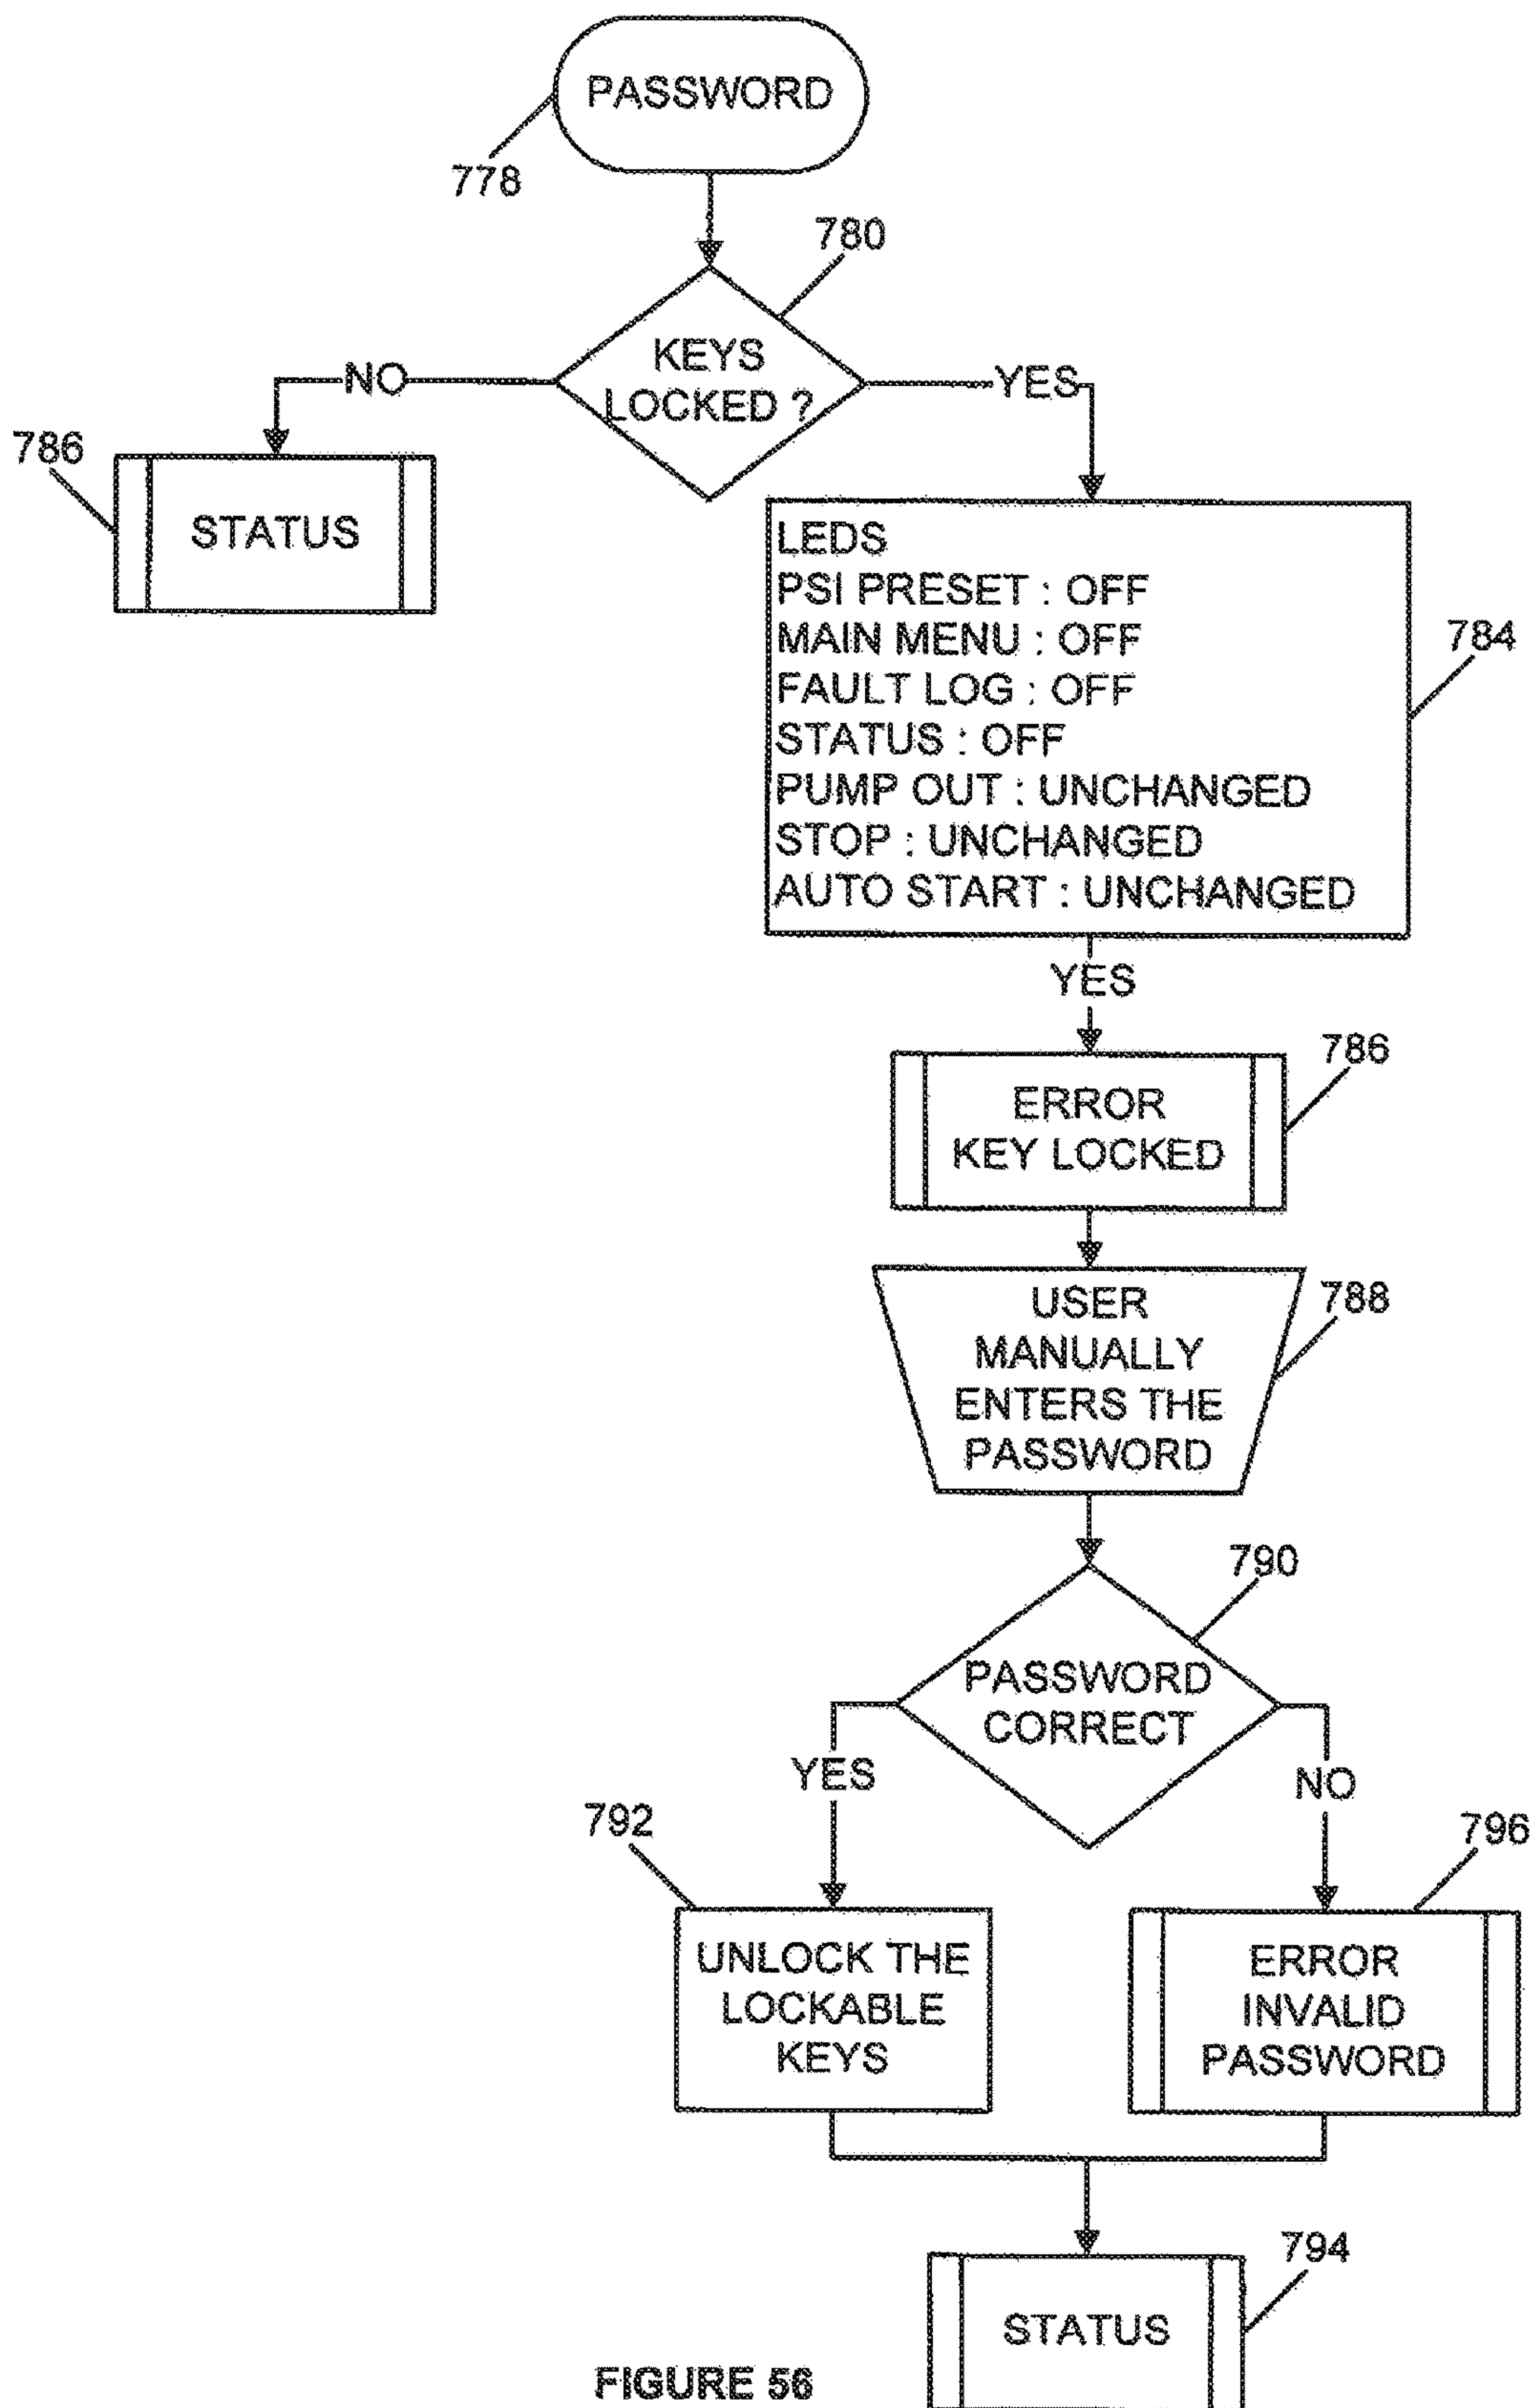 PASSWORD
778
780
KEYS
LOCKED ?
NO
YES
786
STATUS
LEDS
PSI PRESET : OFF
MAIN MENU : OFF
FAULT LOG : OFF
STATUS : OFF
PUMP OUT : UNCHANGED
STOP : UNCHANGED
AUTO START : UNCHANGED
784
YES
786
ERROR
KEY LOCKED
788
USER
MANUALLY
ENTERS THE
PASSWORD
790
PASSWORD
CORRECT
YES
NO
792
796
UNLOCK THE
LOCKABLE
KEYS
ERROR
INVALID
PASSWORD
794
STATUS
FIGURE 56